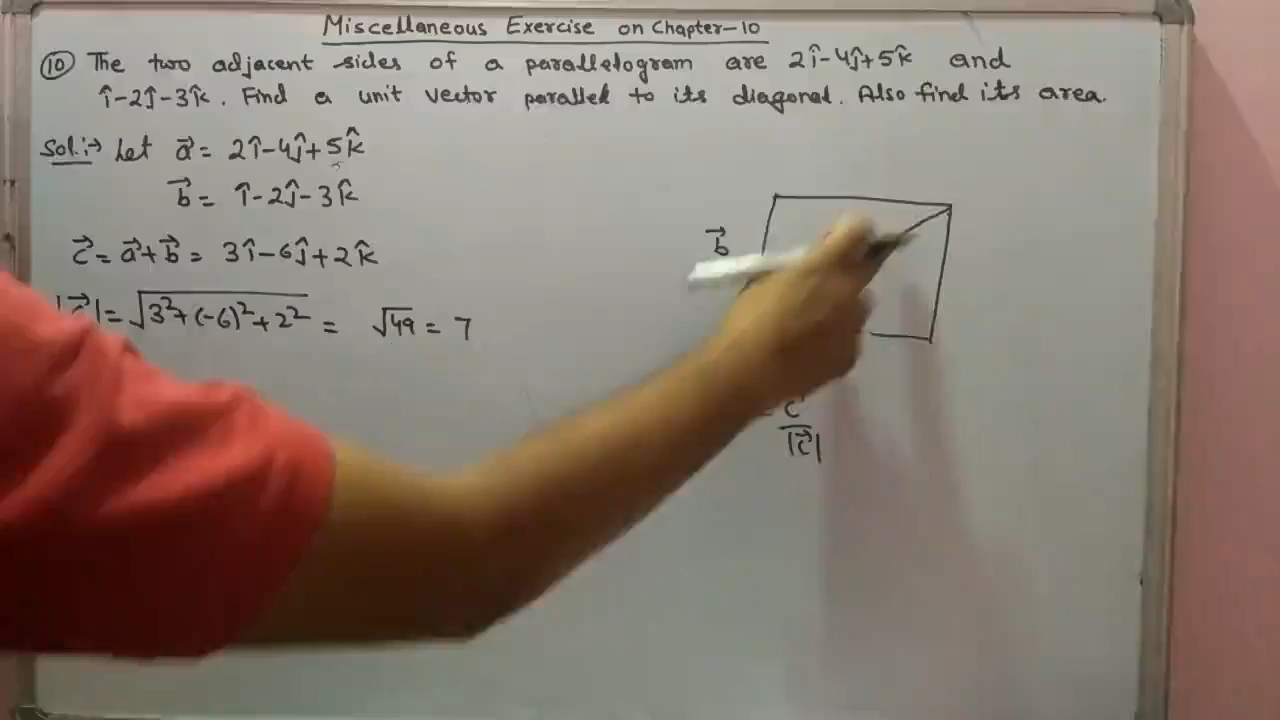 Miscellaneous Exercise on Chapter-10
⑩ The two adjacent sides of a parallelogram are 2î-4ĵ+5k̂ and
î-2ĵ-3k̂. Find a unit vector parallel to its diagonal. Also find its area.
Sol:→ Let a⃗ = 2î-4ĵ+5k̂
b⃗ = î-2ĵ-3k̂
c⃗ = a⃗+b⃗ = 3î-6ĵ+2k̂
|c⃗| = √3²+(-6)²+2² = √49 = 7
b⃗
= c⃗
|c⃗|